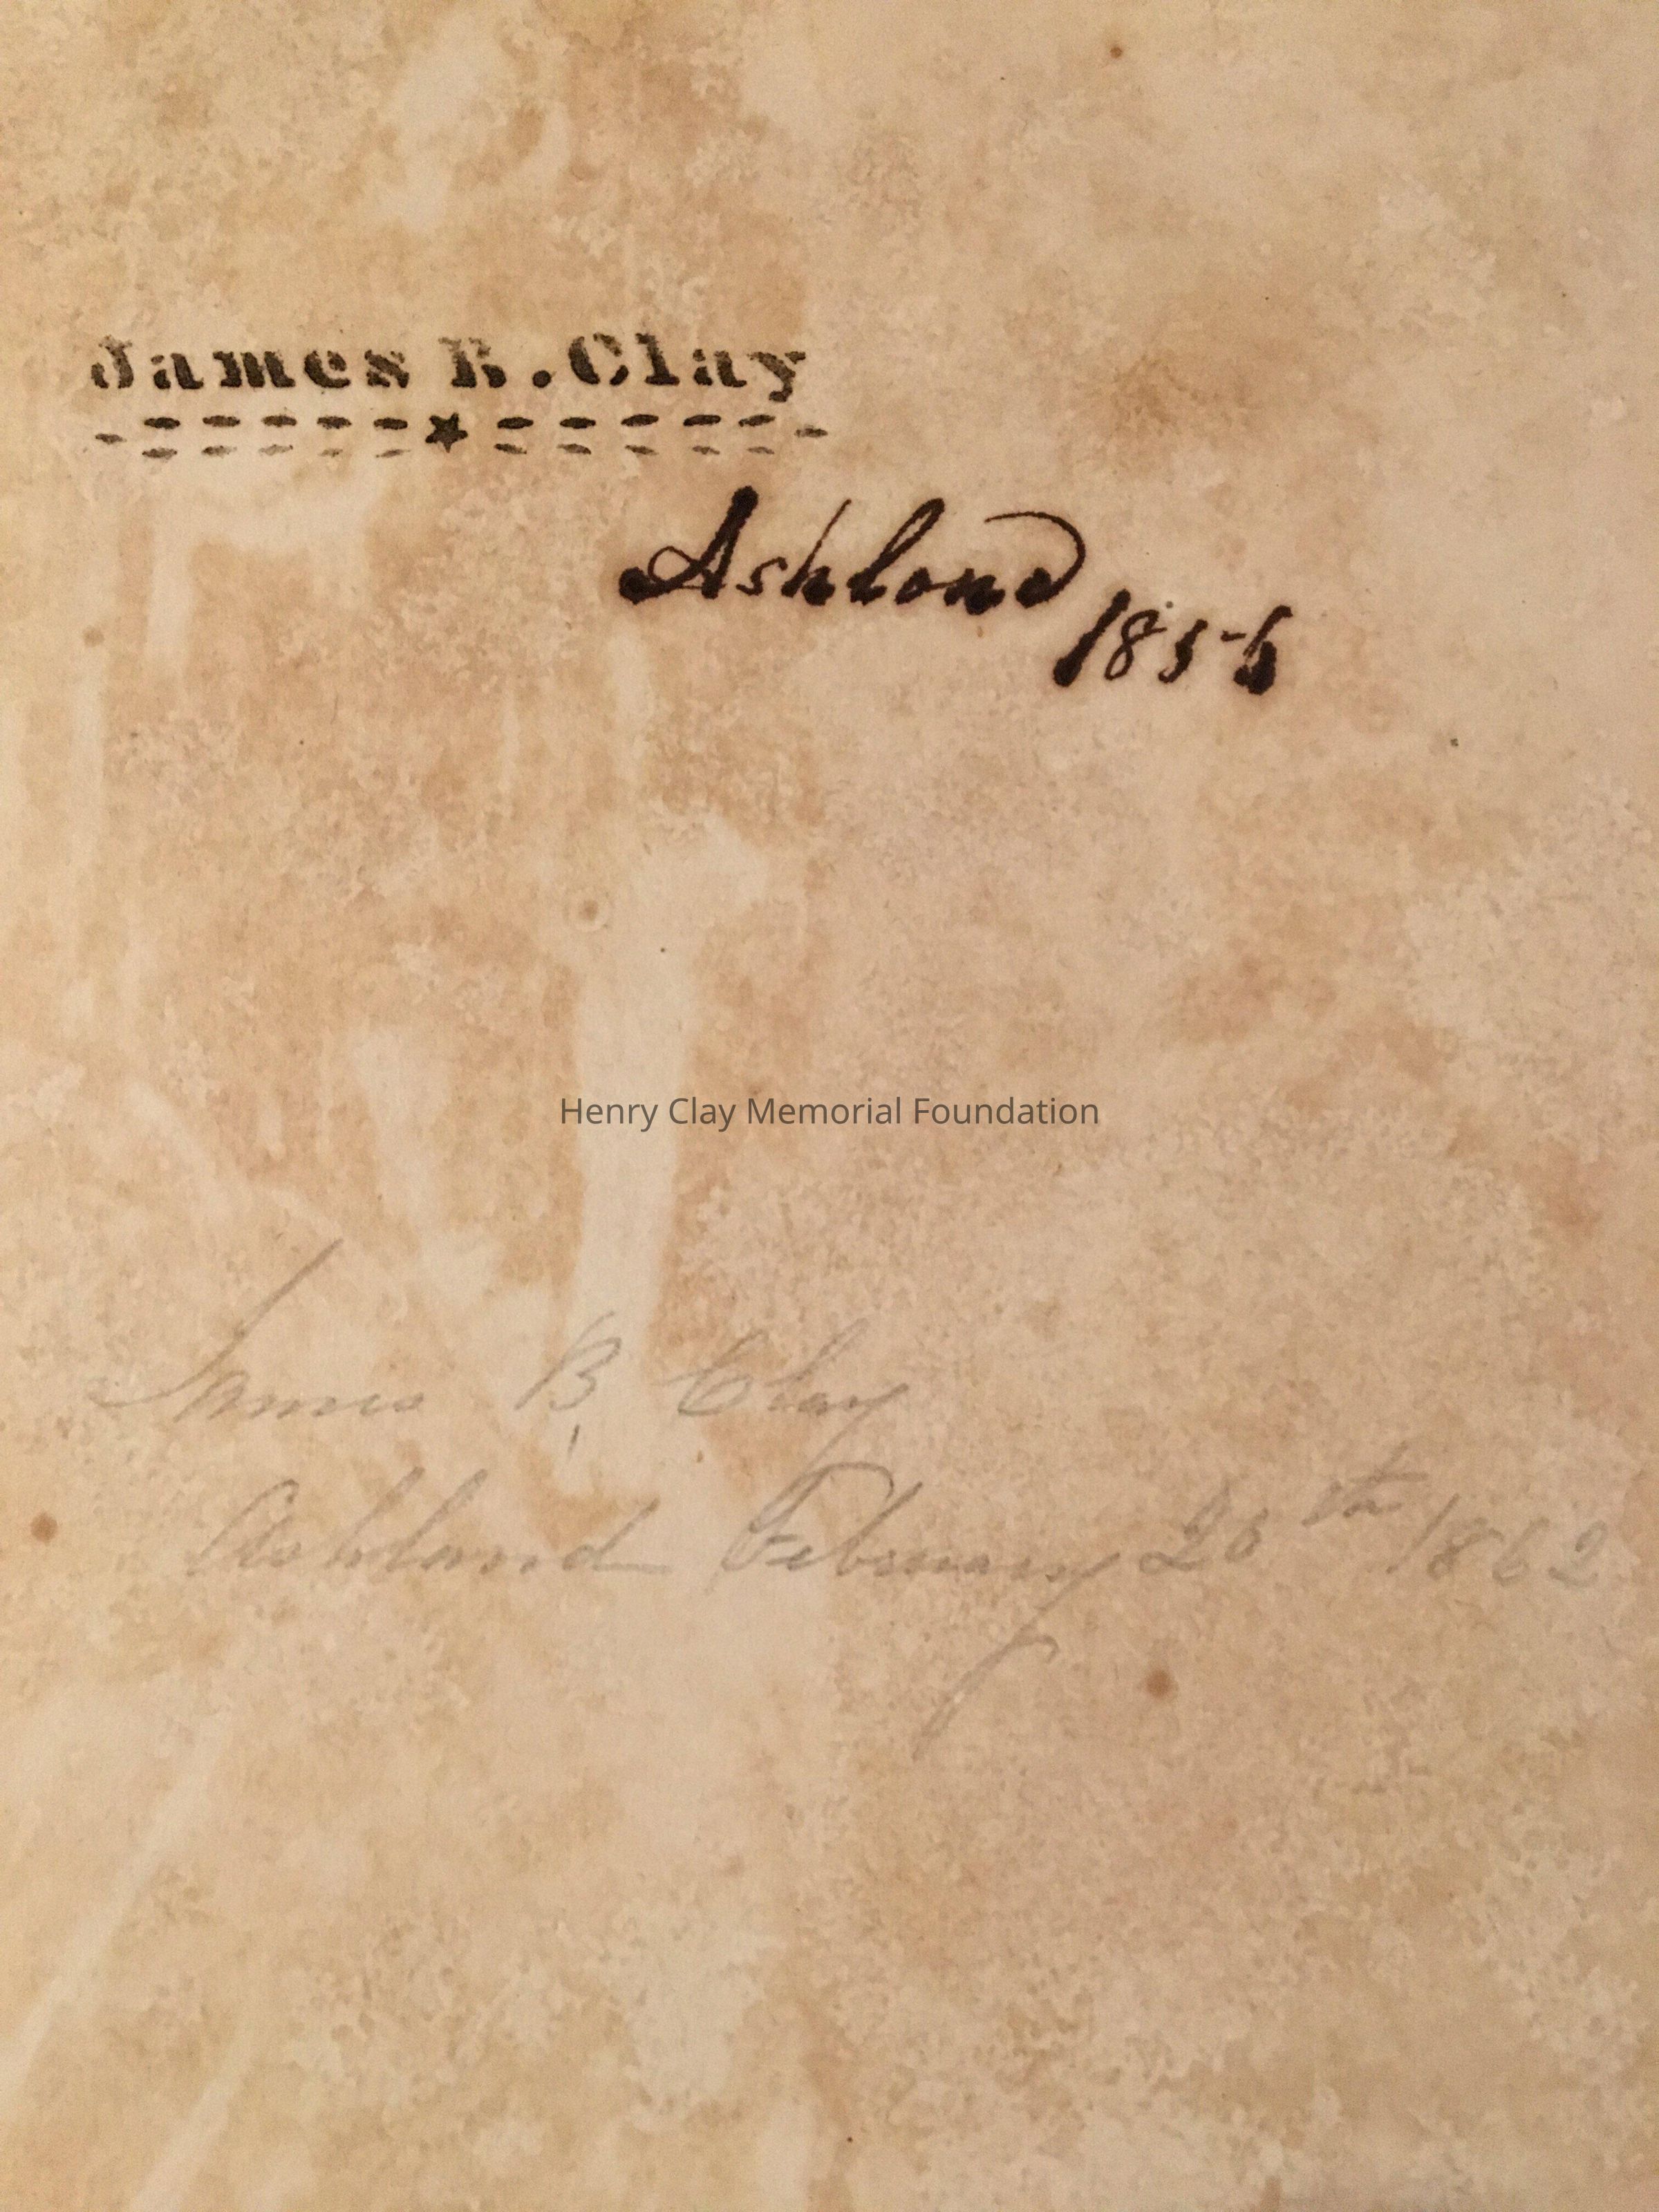 James B. Clay
Ashland
1856
Henry Clay Memorial Foundation
James B. Clay
Ashland February 26th 1862